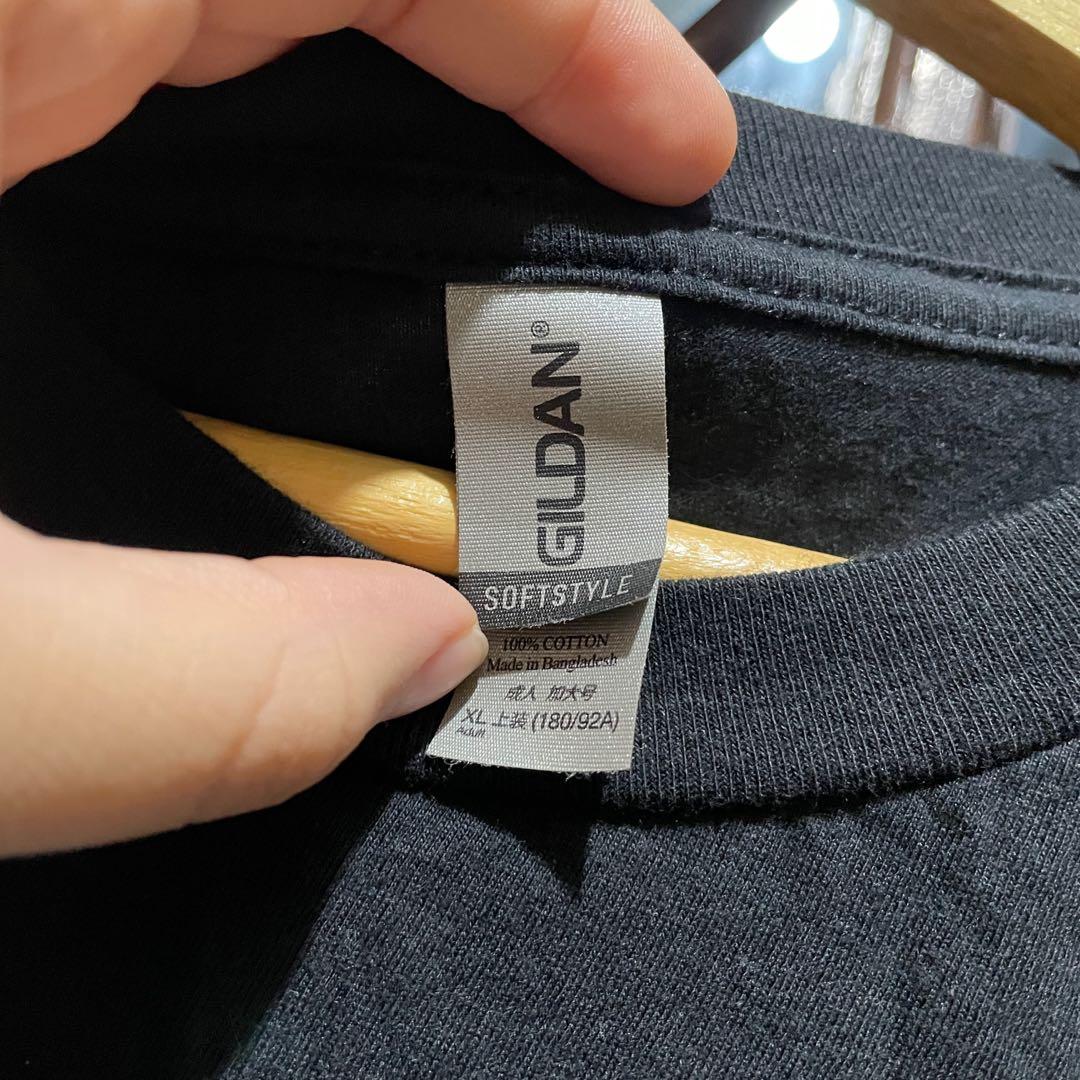 GILDAN®
SOFTSTYLE
100% COTTON
Made in Bangladesh
成人 加大号
XL 上装 (180/92A)
Adult